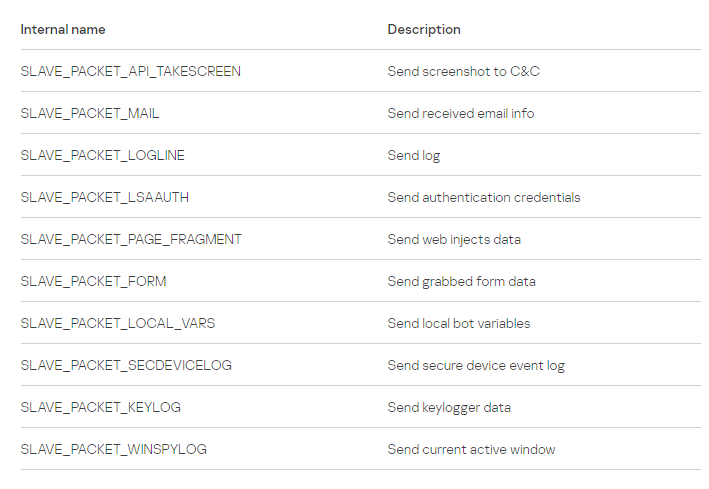 Internal name Description
SLAVE_PACKET_API_TAKESCREEN Send screenshot to C&C
SLAVE_PACKET_MAIL Send received email info
SLAVE_PACKET_LOGLINE Send log
SLAVE_PACKET_LSAAUTH Send authentication credentials
SLAVE_PACKET_PAGE_FRAGMENT Send web injects data
SLAVE_PACKET_FORM Send grabbed form data
SLAVE_PACKET_LOCAL_VARS Send local bot variables
SLAVE_PACKET_SECDEVICELOG Send secure device event log
SLAVE_PACKET_KEYLOG Send keylogger data
SLAVE_PACKET_WINSPYLOG Send current active window